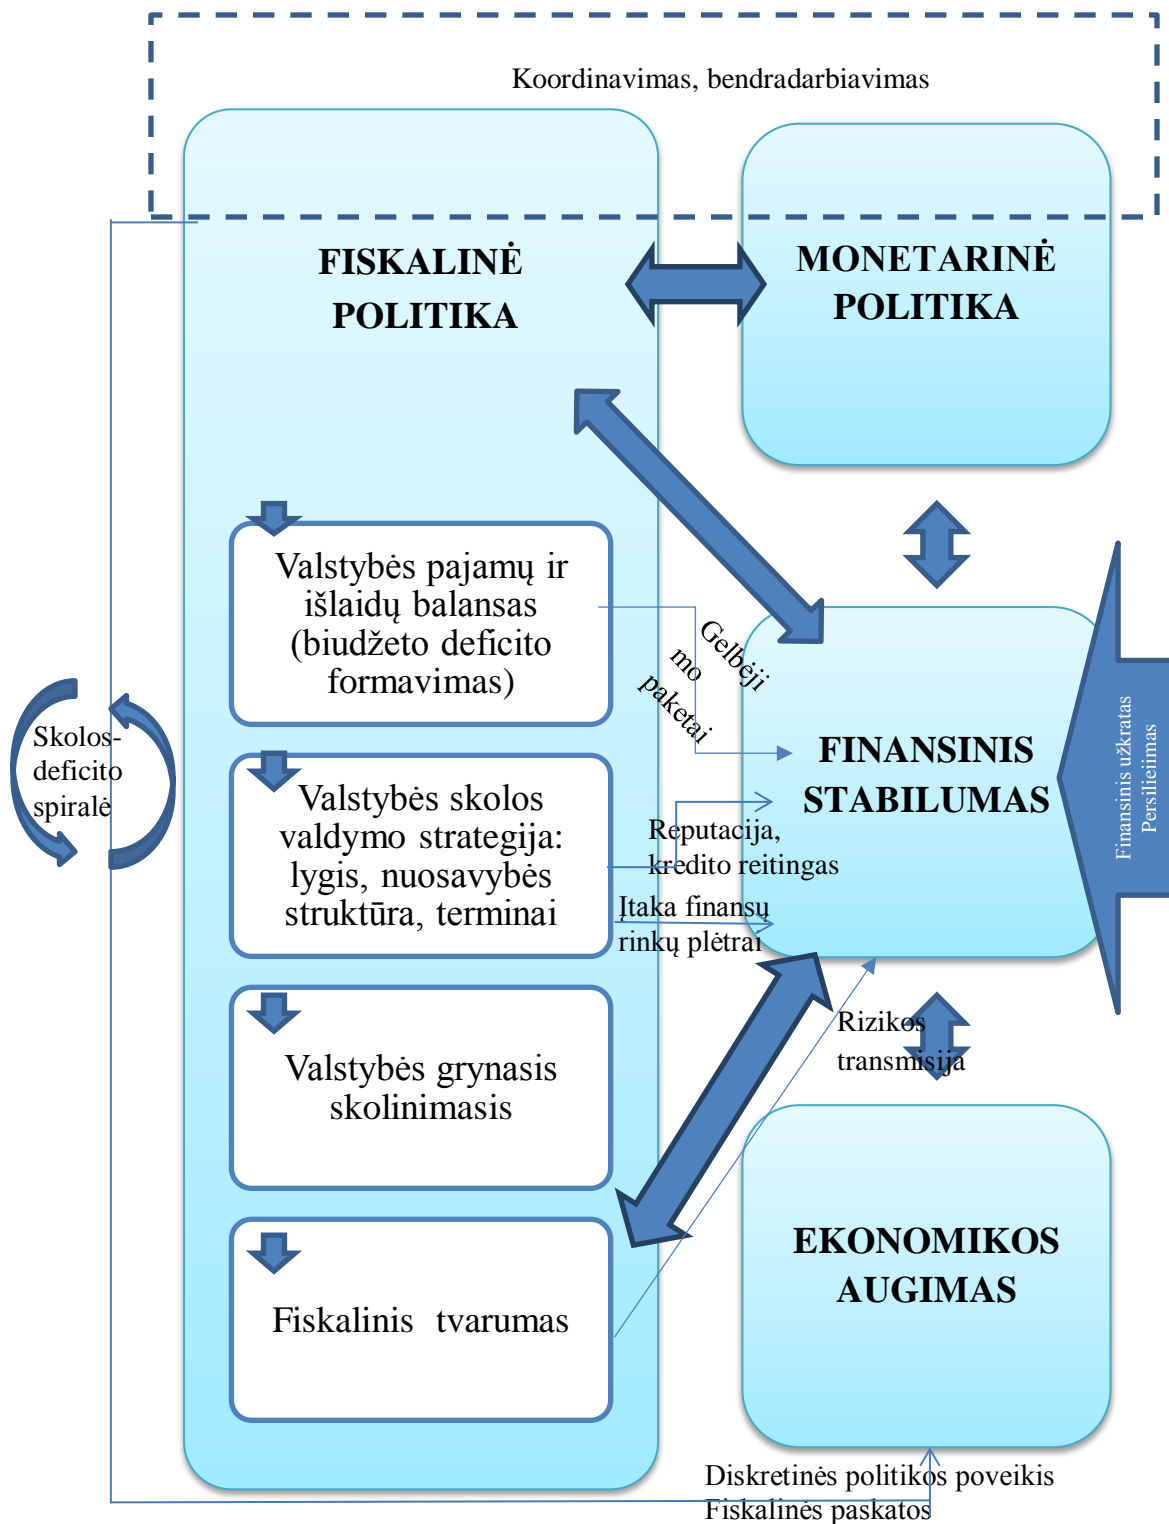 Koordinavimas, bendradarbiavimas
FISKALINĖ
POLITIKA
MONETARINĖ
POLITIKA
Valstybės pajamų ir
išlaidų balansas
(biudžeto deficito
formavimas)
Gelbėji
mo
paketai
Skolos-
deficito
spiralė
Valstybės skolos
valdymo strategija:
lygis, nuosavybės
struktūra, terminai
Reputacija,
kredito reitingas
Įtaka finansų
rinkų plėtrai
FINANSINIS
STABILUMAS
Finansinis užkratas
Persiliejimas
Valstybės grynasis
skolinimasis
Rizikos
transmisija
Fiskalinis tvarumas
EKONOMIKOS
AUGIMAS
Diskretinės politikos poveikis
Fiskalinės paskatos